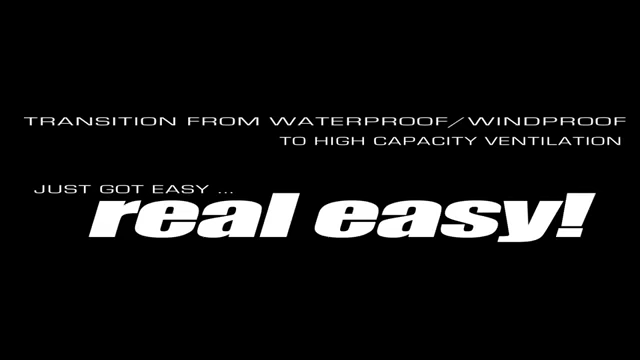 TRANSITION FROM WATERPROOF/WINDPROOF
TO HIGH CAPACITY VENTILATION
JUST GOT EASY ...
real easy!